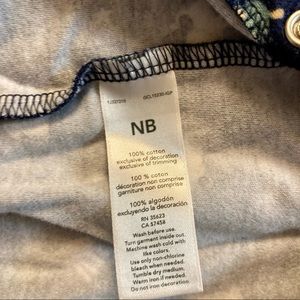 NB
100% cotton
exclusive of decoration
exclusive of trimming
100% coton
décoration non comprise
garniture non comprise
100% algodón
excluyendo la decoración
RN 35623
CA 37458
Wash before use.
Turn garment inside out.
Machine wash cold with
like colors.
Use only non-chlorine
bleach when needed.
Tumble dry medium.
Warm iron if needed.
Do not iron decoration